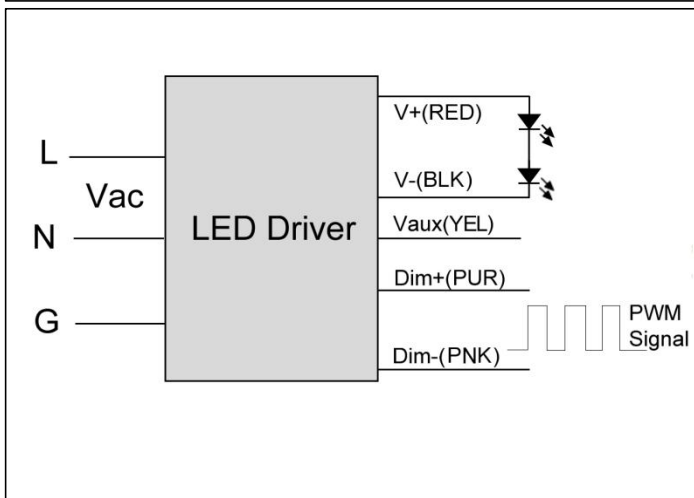 L
Vac
N
G
LED Driver
V+(RED)
V-(BLK)
Vaux(YEL)
Dim+(PUR)
Dim-(PNK)
PWM
Signal